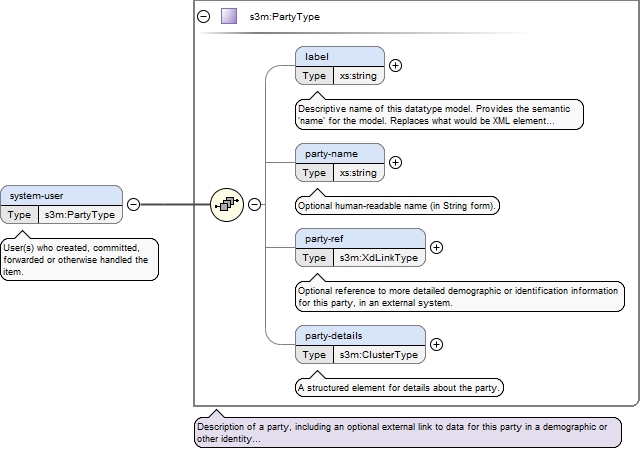 s3m:PartyType
label
Type xs:string
Descriptive name of this datatype model. Provides the semantic
'name' for the model. Replaces what would be XML element...
party-name
Type xs:string
Optional human-readable name (in String form).
system-user
Type s3m:PartyType
User(s) who created, committed,
forwarded or otherwise handled the
item.
party-ref
Type s3m:XdLinkType
Optional reference to more detailed demographic or identification information
for this party, in an external system.
party-details
Type s3m:ClusterType
A structured element for details about the party.
Description of a party, including an optional external link to data for this party in a demographic or
other identity...